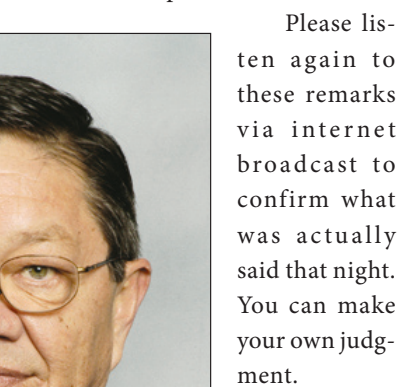 Please lis-
ten again to
these remarks
via internet
broadcast to
confirm what
was actually
said that night.
You can make
your own judg-
ment.